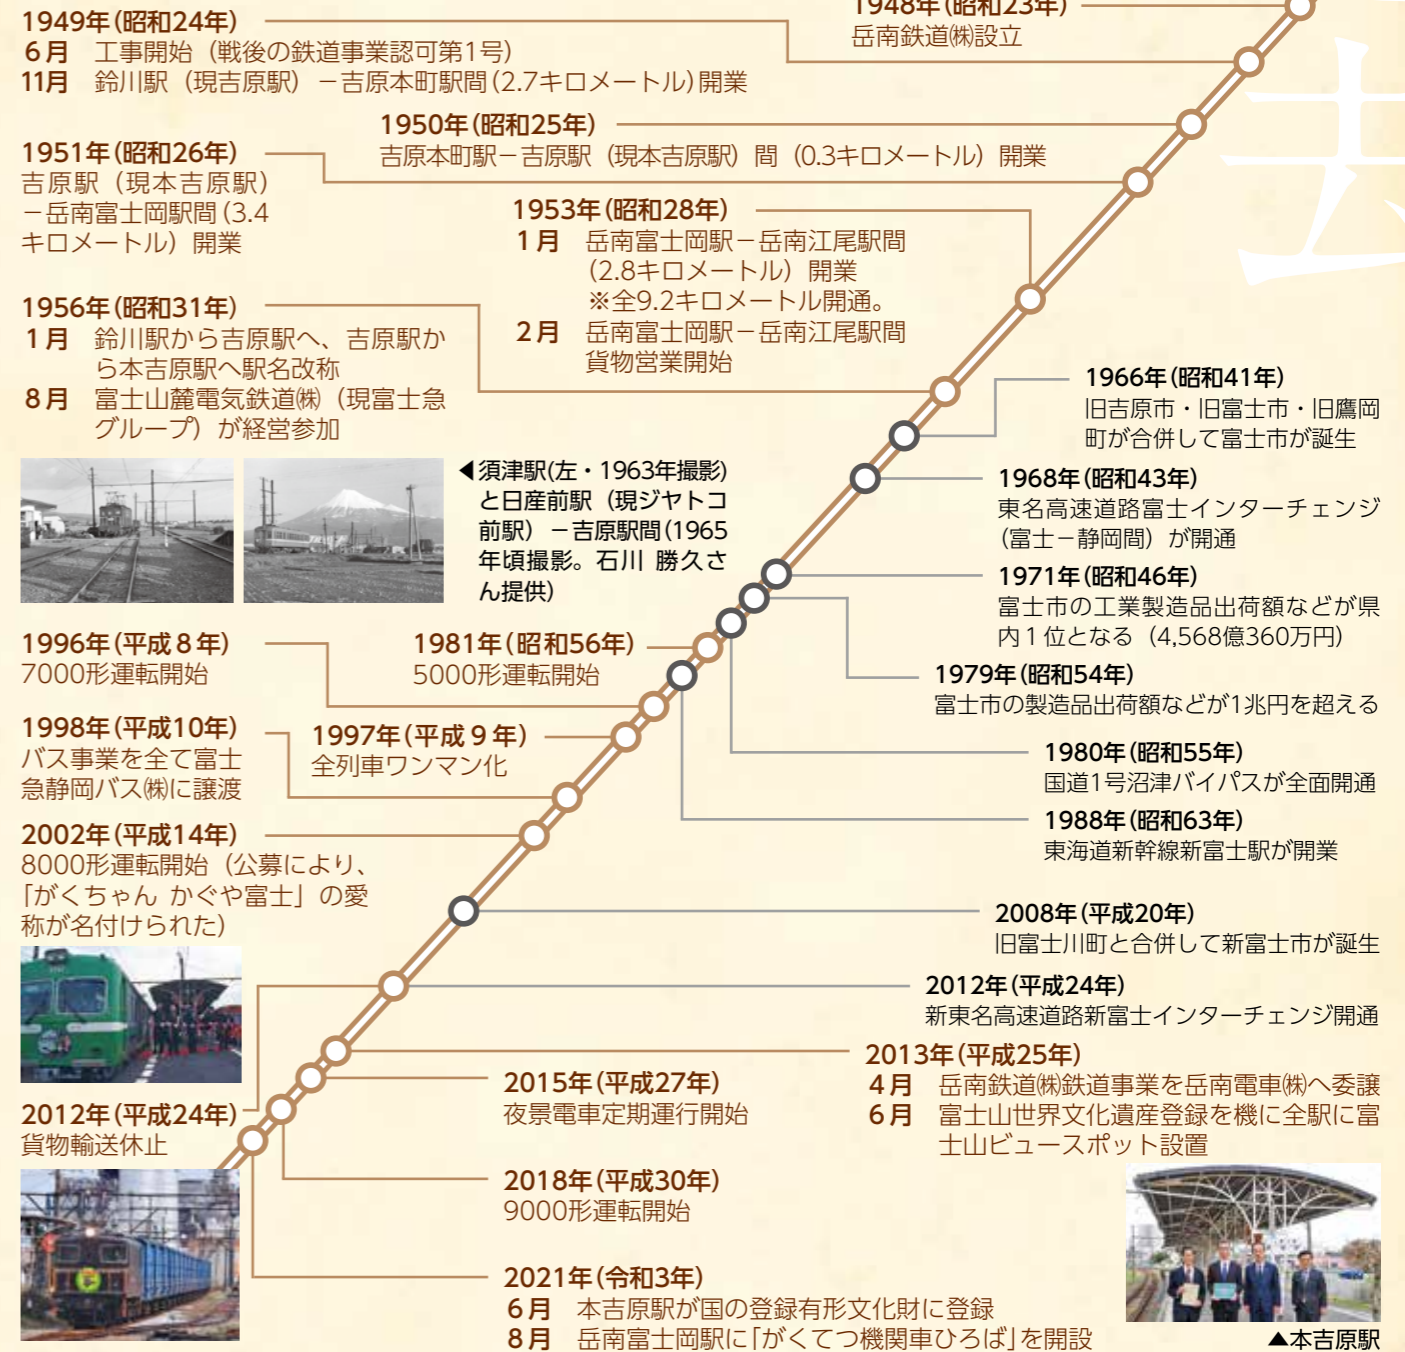 1948年(昭和23年)
岳南鉄道㈱設立
1949年(昭和24年)
6月 工事開始（戦後の鉄道事業認可第1号）
11月 鈴川駅（現吉原駅）－吉原本町駅間(2.7キロメートル)開業
1950年(昭和25年)
吉原本町駅－吉原駅（現本吉原駅）間（0.3キロメートル）開業
1951年(昭和26年)
吉原駅（現本吉原駅）
－岳南富士岡駅間(3.4
キロメートル）開業
1953年(昭和28年)
1月 岳南富士岡駅－岳南江尾駅間
(2.8キロメートル）開業
※全9.2キロメートル開通。
2月 岳南富士岡駅－岳南江尾駅間
貨物営業開始
1956年(昭和31年)
1月 鈴川駅から吉原駅へ、吉原駅か
ら本吉原駅へ駅名改称
8月 富士山麓電気鉄道㈱（現富士急
グループ）が経営参加
1966年(昭和41年)
旧吉原市・旧富士市・旧鷹岡
町が合併して富士市が誕生
◀須津駅(左・1963年撮影)
と日産前駅（現ジヤトコ
前駅）－吉原駅間(1965
年頃撮影。石川 勝久さ
ん提供)
1968年(昭和43年)
東名高速道路富士インターチェンジ
（富士－静岡間）が開通
1971年(昭和46年)
富士市の工業製造品出荷額などが県
内１位となる（4,568億360万円）
1979年(昭和54年)
富士市の製造品出荷額などが1兆円を超える
1980年(昭和55年)
国道1号沼津バイパスが全面開通
1981年(昭和56年)
5000形運転開始
1988年(昭和63年)
東海道新幹線新富士駅が開業
1996年(平成８年)
7000形運転開始
1997年(平成９年)
全列車ワンマン化
1998年(平成10年)
バス事業を全て富士
急静岡バス㈱に譲渡
2002年(平成14年)
8000形運転開始（公募により、
「がくちゃん かぐや富士」の愛
称が名付けられた）
2008年(平成20年)
旧富士川町と合併して新富士市が誕生
2012年(平成24年)
新東名高速道路新富士インターチェンジ開通
2012年(平成24年)
貨物輸送休止
2013年(平成25年)
4月 岳南鉄道㈱鉄道事業を岳南電車㈱へ委譲
6月 富士山世界文化遺産登録を機に全駅に富
士山ビュースポット設置
2015年(平成27年)
夜景電車定期運行開始
2018年(平成30年)
9000形運転開始
2021年(令和3年)
6月 本吉原駅が国の登録有形文化財に登録
8月 岳南富士岡駅に「がくてつ機関車ひろば」を開設
▲本吉原駅